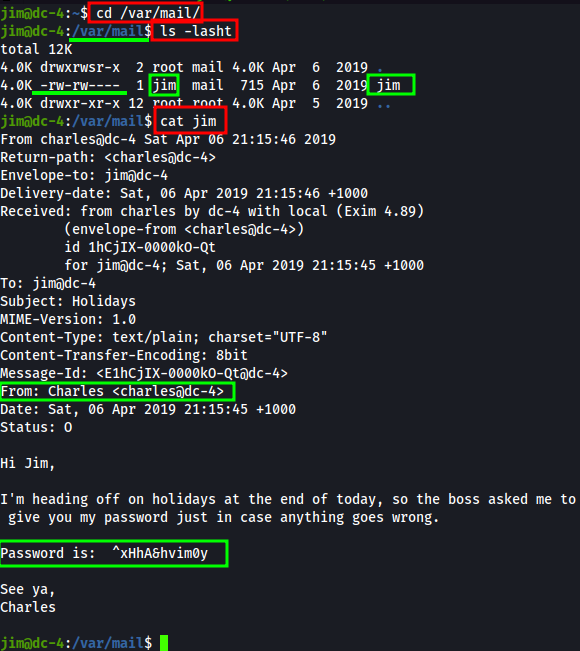 jim@dc-4:~$ cd /var/mail/
jim@dc-4:/var/mail$ ls -lasht
total 12K
4.0K drwxrwsr-x  2 root mail 4.0K Apr  6  2019 .
4.0K -rw-rw----  1 jim  mail  715 Apr  6  2019 jim
4.0K drwxr-xr-x 12 root root 4.0K Apr  5  2019 ..
jim@dc-4:/var/mail$ cat jim
From charles@dc-4 Sat Apr 06 21:15:46 2019
Return-path: <charles@dc-4>
Envelope-to: jim@dc-4
Delivery-date: Sat, 06 Apr 2019 21:15:46 +1000
Received: from charles by dc-4 with local (Exim 4.89)
        (envelope-from <charles@dc-4>)
        id 1hCjIX-0000kO-Qt
        for jim@dc-4; Sat, 06 Apr 2019 21:15:45 +1000
To: jim@dc-4
Subject: Holidays
MIME-Version: 1.0
Content-Type: text/plain; charset="UTF-8"
Content-Transfer-Encoding: 8bit
Message-Id: <E1hCjIX-0000kO-Qt@dc-4>
From: Charles <charles@dc-4>
Date: Sat, 06 Apr 2019 21:15:45 +1000
Status: O

Hi Jim,

I'm heading off on holidays at the end of today, so the boss asked me to
 give you my password just in case anything goes wrong.

Password is:  ^xHhA&hvim0y

See ya,
Charles

jim@dc-4:/var/mail$